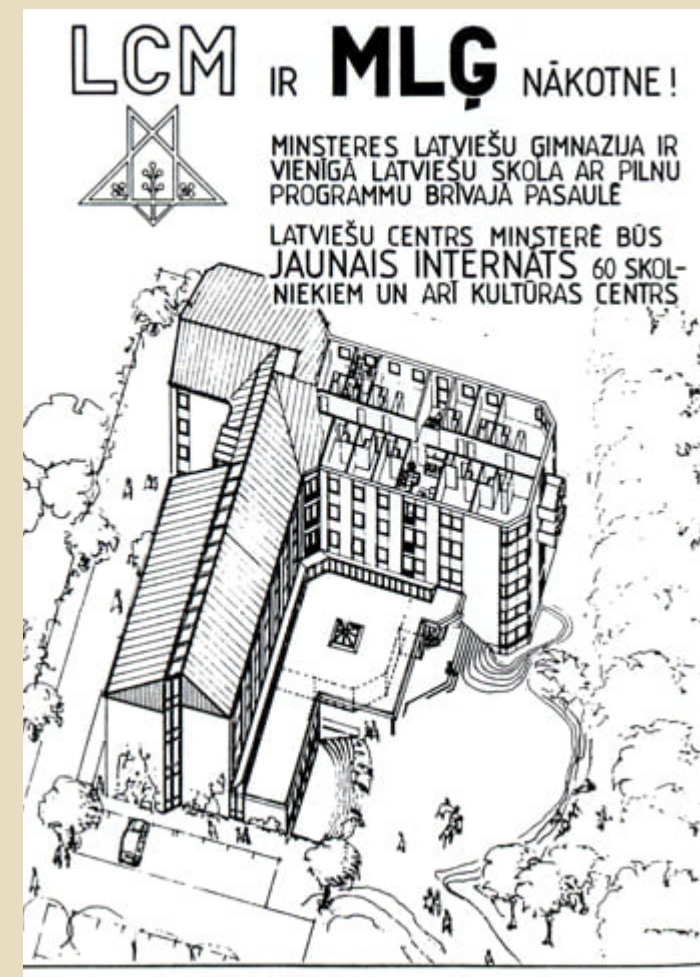 LCM IR MLĢ NĀKOTNE!
MINSTERES LATVIEŠU ĢIMNAZIJA IR
VIENĪGĀ LATVIEŠU SKOLA AR PILNU
PROGRAMMU BRĪVAJĀ PASAULĒ
LATVIEŠU CENTRS MINSTERĒ BŪS
JAUNAIS INTERNĀTS 60 SKOL-
NIEKIEM UN ARĪ KULTŪRAS CENTRS